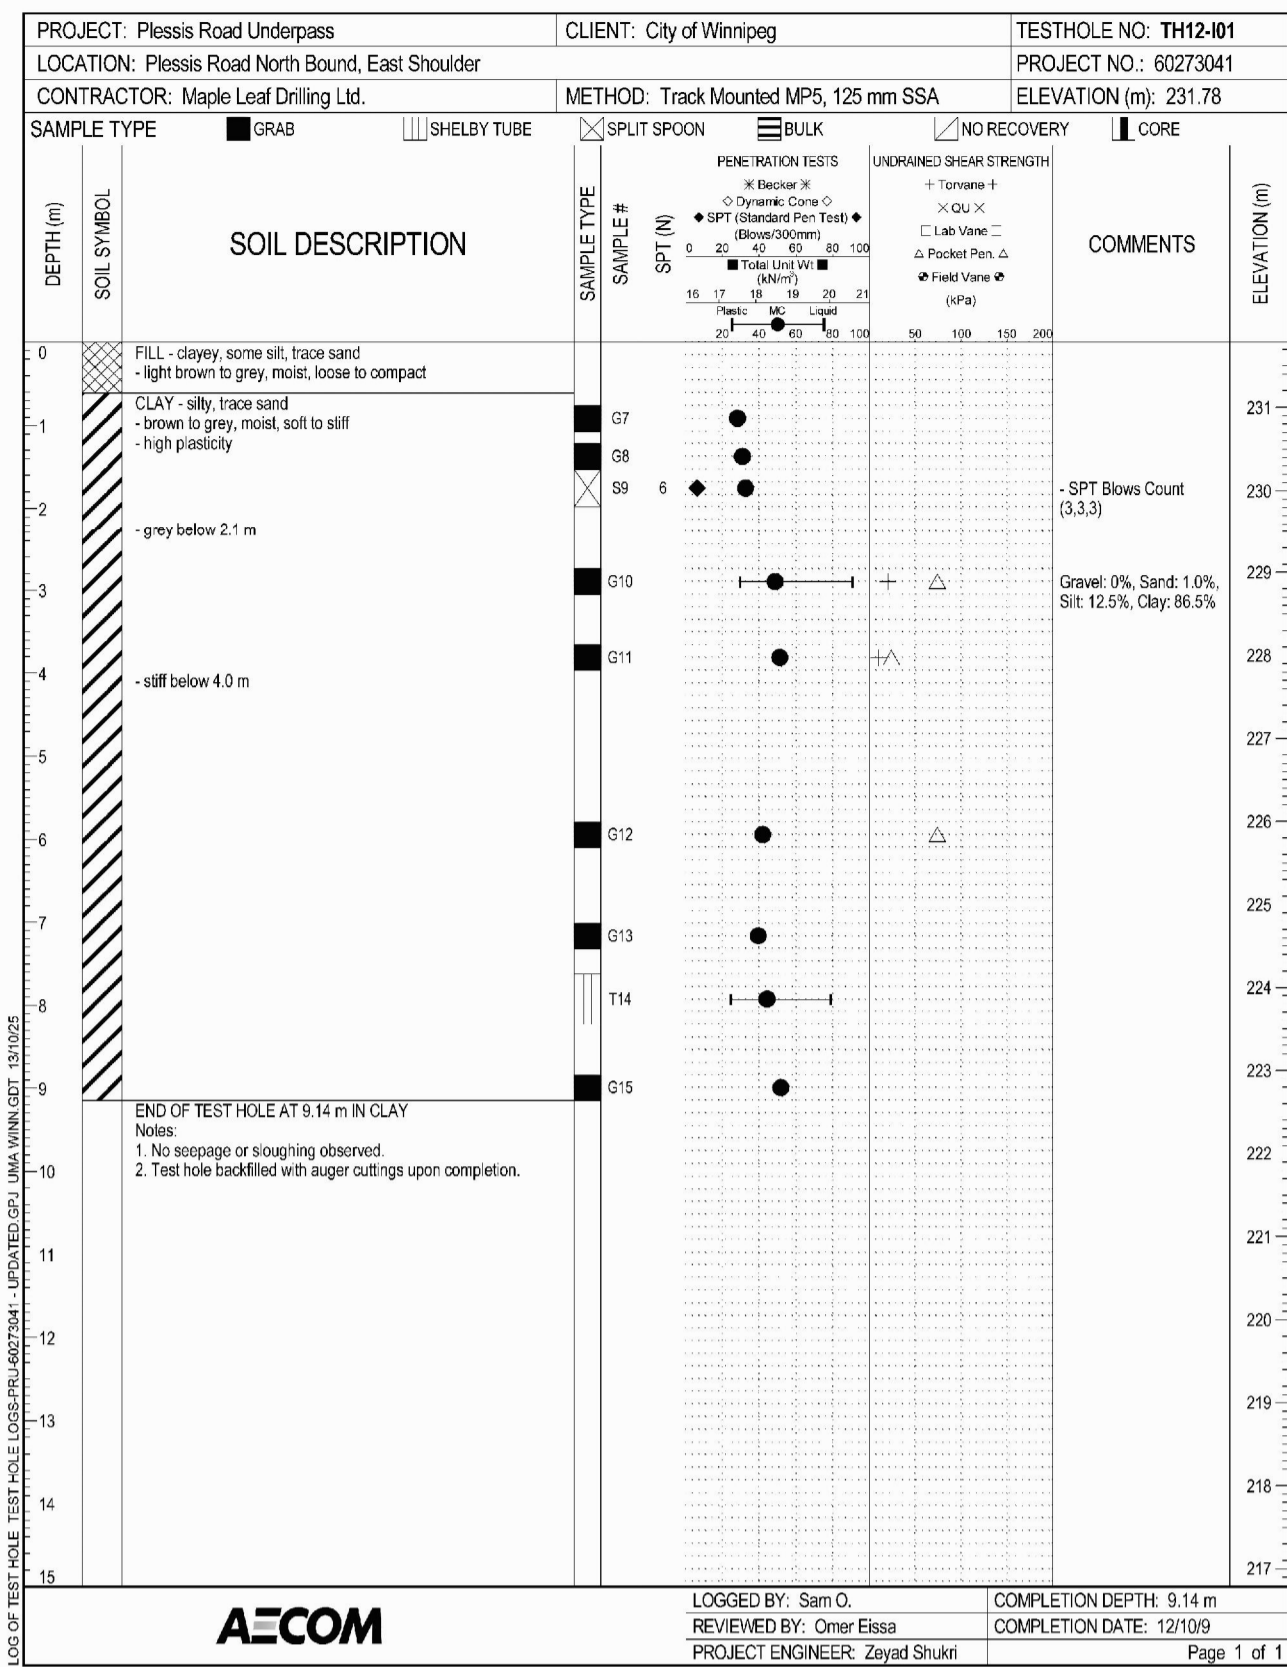 PROJECT: Plessis Road Underpass CLIENT: City of Winnipeg TESTHOLE NO: TH12-I01
LOCATION: Plessis Road North Bound, East Shoulder PROJECT NO.: 60273041
CONTRACTOR: Maple Leaf Drilling Ltd. METHOD: Track Mounted MP5, 125 mm SSA ELEVATION (m): 231.78
SAMPLE TYPE GRAB SHELBY TUBE SPLIT SPOON BULK NO RECOVERY CORE
DEPTH (m)
SOIL SYMBOL
SOIL DESCRIPTION
SAMPLE TYPE
SAMPLE #
SPT (N)
PENETRATION TESTS
✳ Becker ✳
◇ Dynamic Cone ◇
◆ SPT (Standard Pen Test) ◆
(Blows/300mm)
0 20 40 60 80 100
■ Total Unit Wt ■
(kN/m³)
16 17 18 19 20 21
Plastic MC Liquid
20 40 60 80 100
UNDRAINED SHEAR STRENGTH
+ Torvane +
× QU ×
□ Lab Vane □
△ Pocket Pen. △
Field Vane
(kPa)
50 100 150 200
COMMENTS
ELEVATION (m)
0
FILL - clayey, some silt, trace sand
- light brown to grey, moist, loose to compact
CLAY - silty, trace sand
- brown to grey, moist, soft to stiff
- high plasticity
G7
231
1
G8
S9 6
- SPT Blows Count
(3,3,3)
230
2
- grey below 2.1 m
G10
Gravel: 0%, Sand: 1.0%,
Silt: 12.5%, Clay: 86.5%
229
3
G11
228
4
- stiff below 4.0 m
227
5
G12
226
6
225
7
G13
224
8
T14
223
9
G15
END OF TEST HOLE AT 9.14 m IN CLAY
Notes:
1. No seepage or sloughing observed.
2. Test hole backfilled with auger cuttings upon completion.
222
10
221
11
220
12
219
13
218
14
217
15
LOG OF TEST HOLE TEST HOLE LOGS-PRU-60273041 - UPDATED.GPJ UMA WINN.GDT 13/10/25
AECOM
LOGGED BY: Sam O. COMPLETION DEPTH: 9.14 m
REVIEWED BY: Omer Eissa COMPLETION DATE: 12/10/9
PROJECT ENGINEER: Zeyad Shukri Page 1 of 1